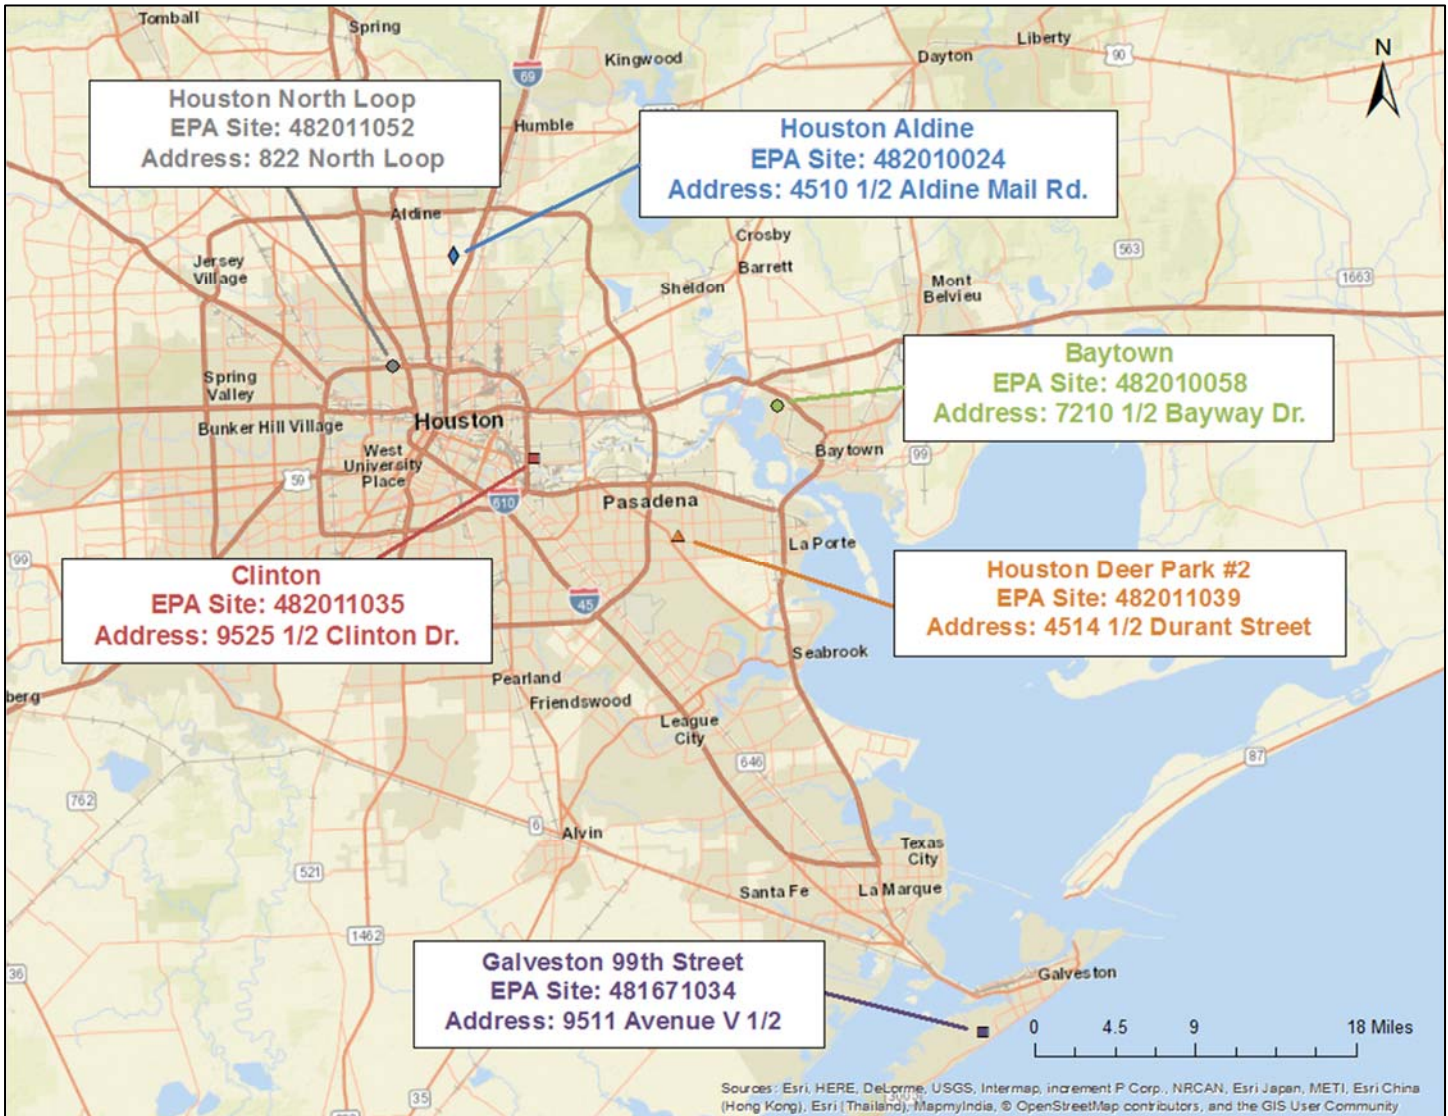 Tomball
Spring
Kingwood
Liberty
90
Dayton
N
69
Humble
Houston North Loop
EPA Site: 482011052
Address: 822 North Loop
Houston Aldine
EPA Site: 482010024
Address: 4510 1/2 Aldine Mail Rd.
Aldine
Crosby
563
Jersey
Village
Barrett
1663
Sheldon
Mont
Belvieu
Baytown
EPA Site: 482010058
Address: 7210 1/2 Bayway Dr.
Spring
Valley
Houston
Bunker Hill Village
West
University
Place
Baytown
99
59
610
Pasadena
La Porte
99
Clinton
EPA Site: 482011035
Address: 9525 1/2 Clinton Dr.
45
Houston Deer Park #2
EPA Site: 482011039
Address: 4514 1/2 Durant Street
Seabrook
Pearland
berg
Friendswood
League
City
646
87
762
6
Alvin
Texas
City
521
Santa Fe
La Marque
1462
36
Galveston 99th Street
EPA Site: 481671034
Address: 9511 Avenue V 1/2
Galveston
0 4.5 9 18 Miles
35
Sources: Esri, HERE, DeLorme, USGS, Intermap, increment P Corp., NRCAN, Esri Japan, METI, Esri China
(Hong Kong), Esri (Thailand), MapmyIndia, © OpenStreetMap contributors, and the GIS User Community